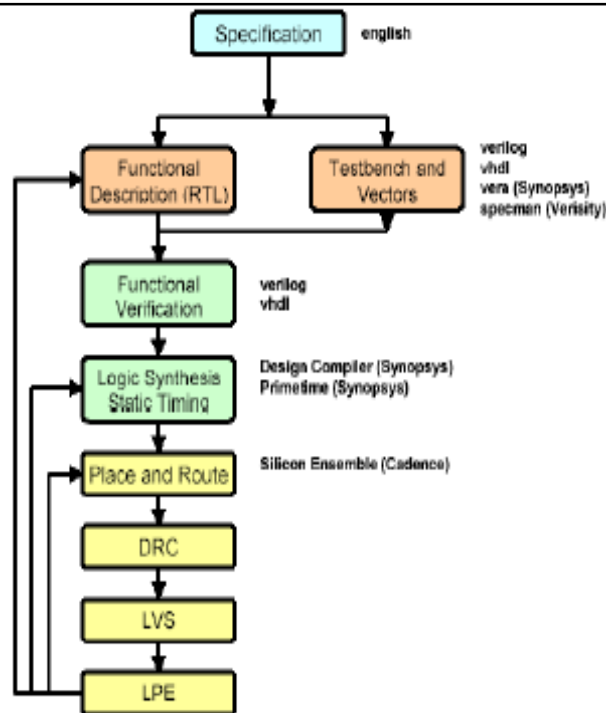 Specification
english
Functional
Description (RTL)
Testbench and
Vectors
verilog
vhdl
vera (Synopsys)
specman (Verisity)
Functional
Verification
verilog
vhdl
Logic Synthesis
Static Timing
Design Compiler (Synopsys)
Primetime (Synopsys)
Place and Route
Silicon Ensemble (Cadence)
DRC
LVS
LPE